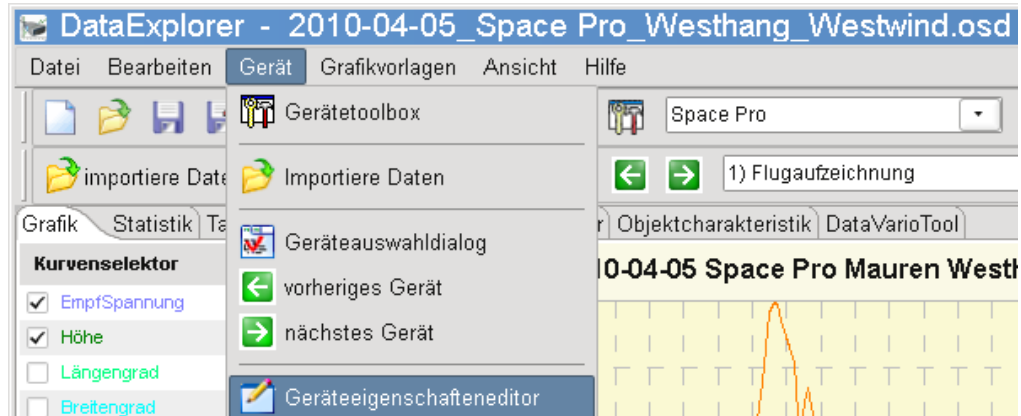 DataExplorer - 2010-04-05_Space Pro_Westhang_Westwind.osd
Datei Bearbeiten Gerät Grafikvorlagen Ansicht Hilfe
Gerätetoolbox
Space Pro
importiere Date
Importiere Daten
1) Flugaufzeichnung
Grafik Statistik Ta
r Objektcharakteristik DataVarioTool
Geräteauswahldialog
Kurvenselektor
10-04-05 Space Pro Mauren Westh
vorheriges Gerät
EmpfSpannung
nächstes Gerät
Höhe
Längengrad
Geräteeigenschafteneditor
Breitengrad